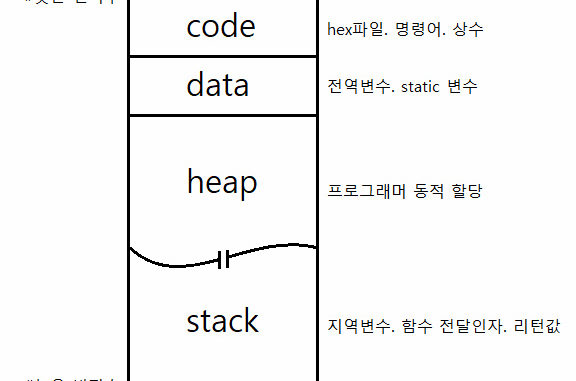 code
hex파일. 명령어. 상수
data
전역변수. static 변수
heap
프로그래머 동적 할당
stack
지역변수. 함수 전달인자. 리턴값